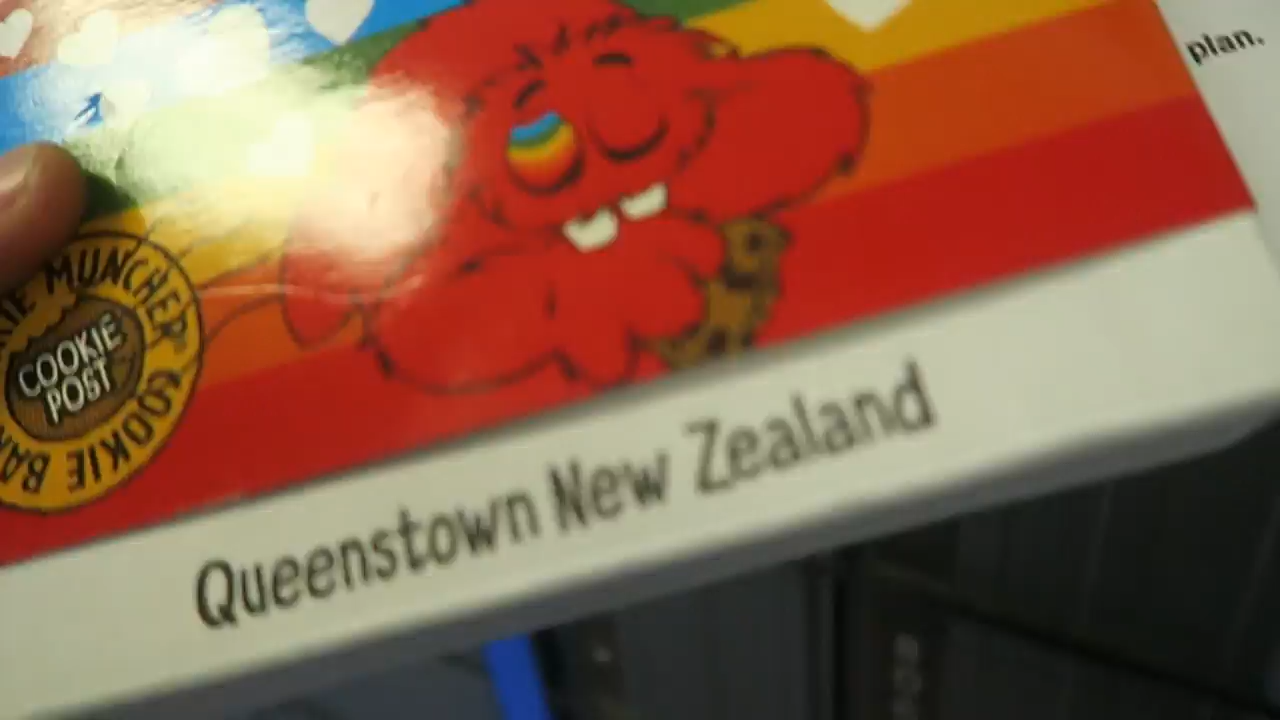 plan.
MUNCHER
COOKIE
POST
COOKIE
Queenstown New Zealand